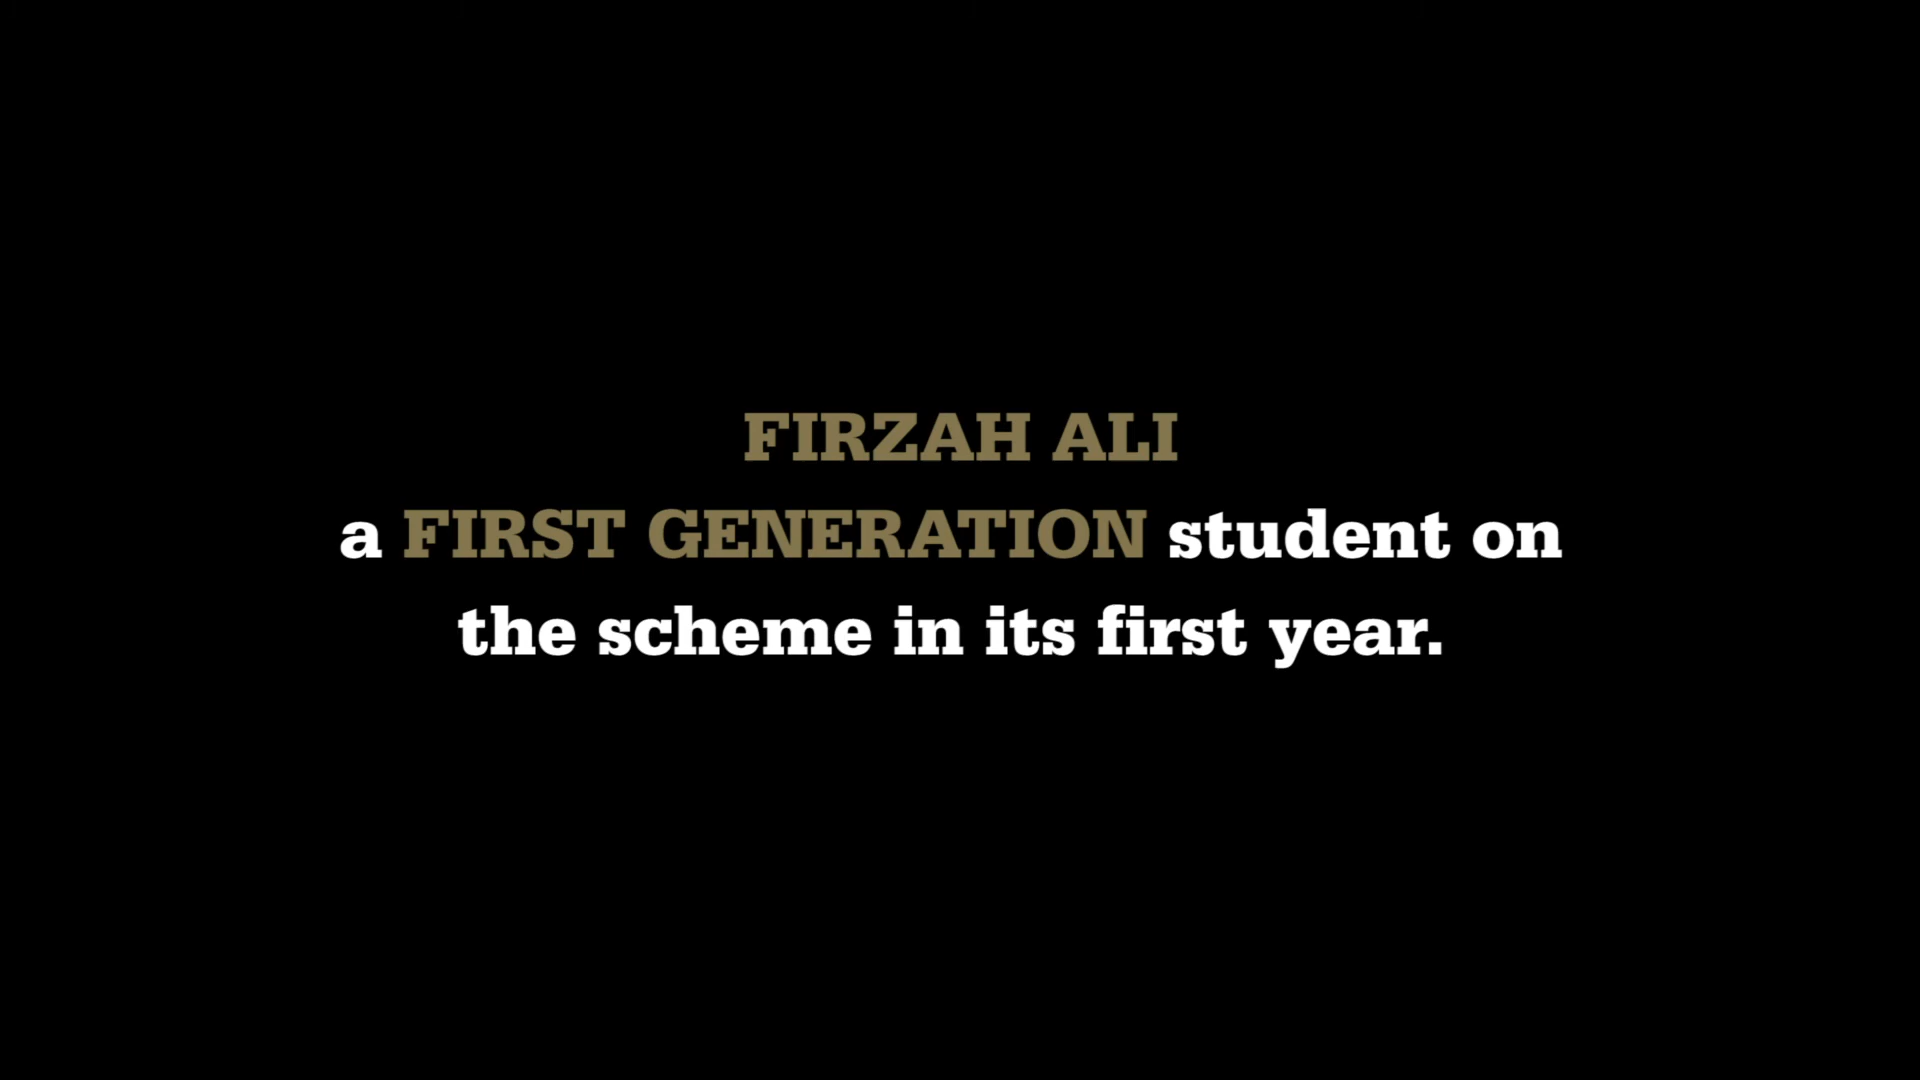 FIRZAH ALI
a FIRST GENERATION student on
the scheme in its first year.